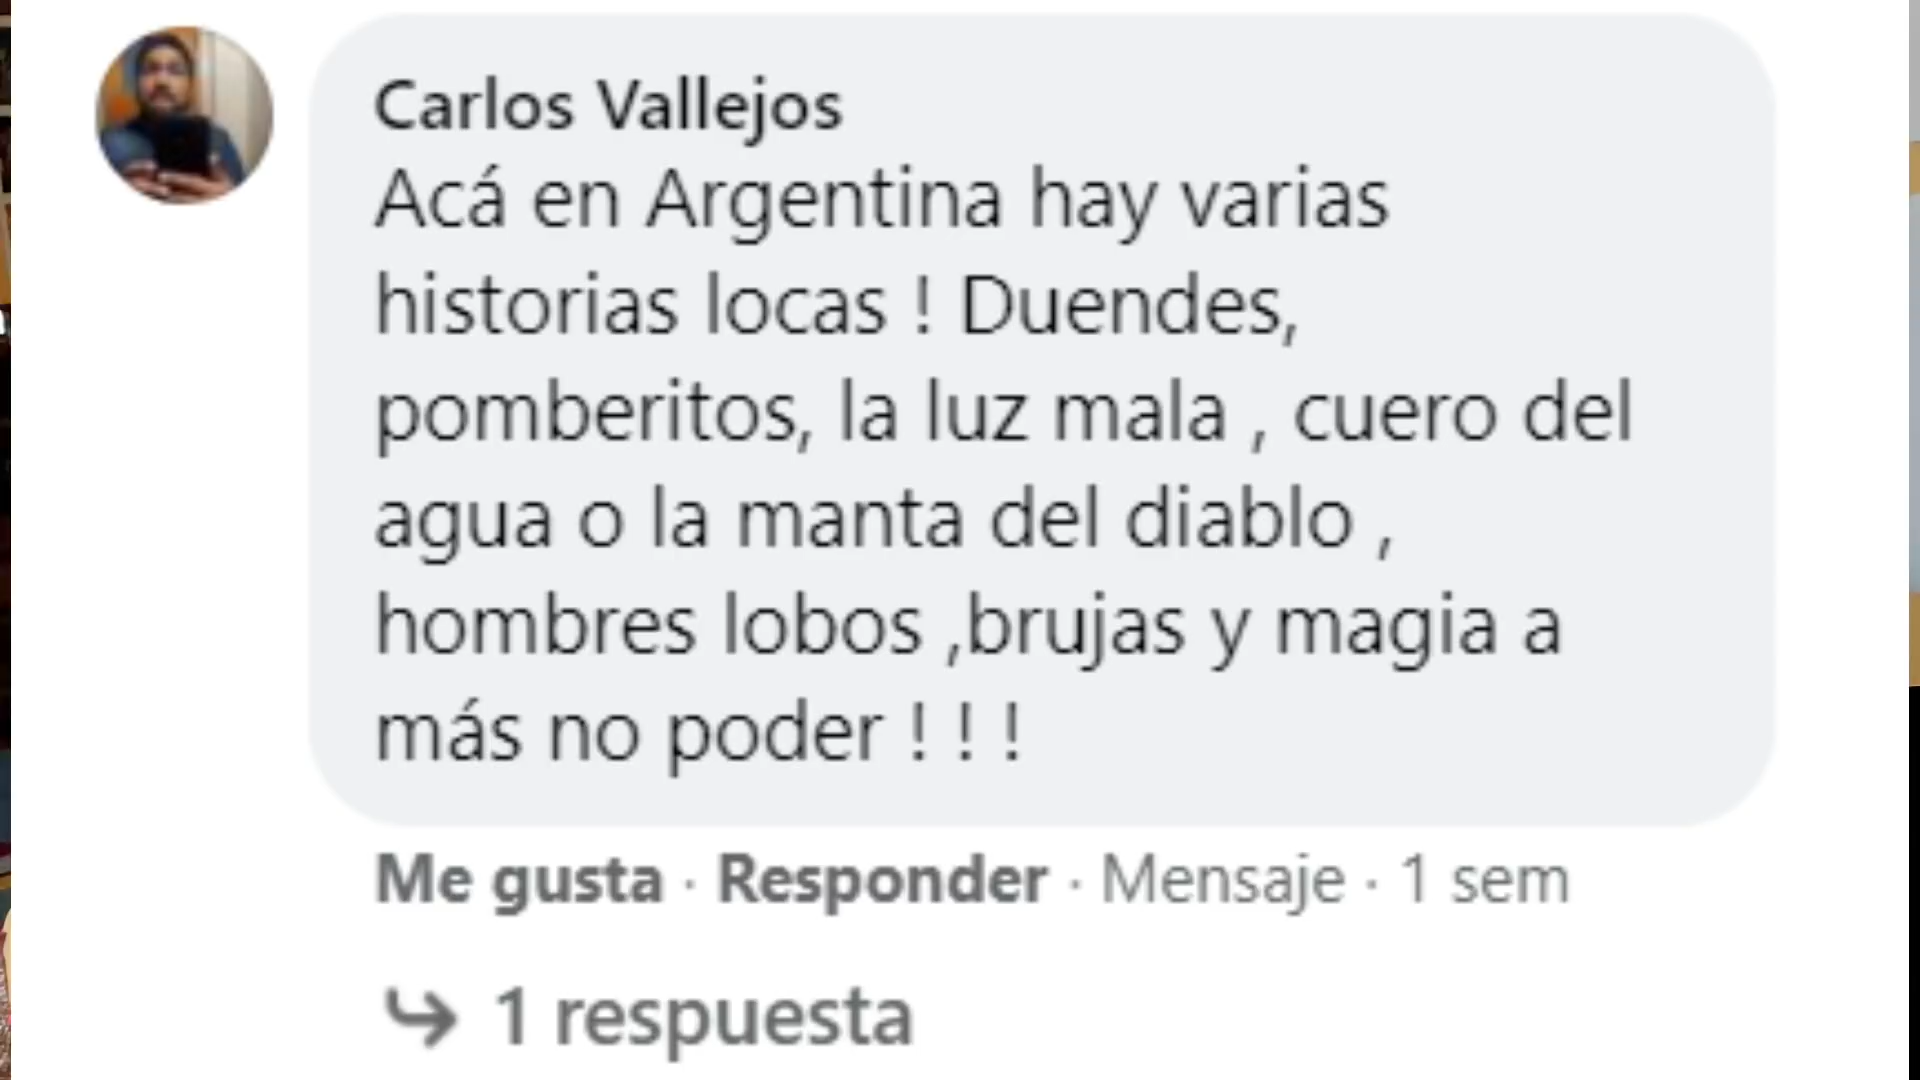 Carlos Vallejos
Acá en Argentina hay varias
historias locas ! Duendes,
pomberitos, la luz mala , cuero del
agua o la manta del diablo ,
hombres lobos ,brujas y magia a
más no poder ! ! !
Me gusta · Responder · Mensaje · 1 sem
1 respuesta